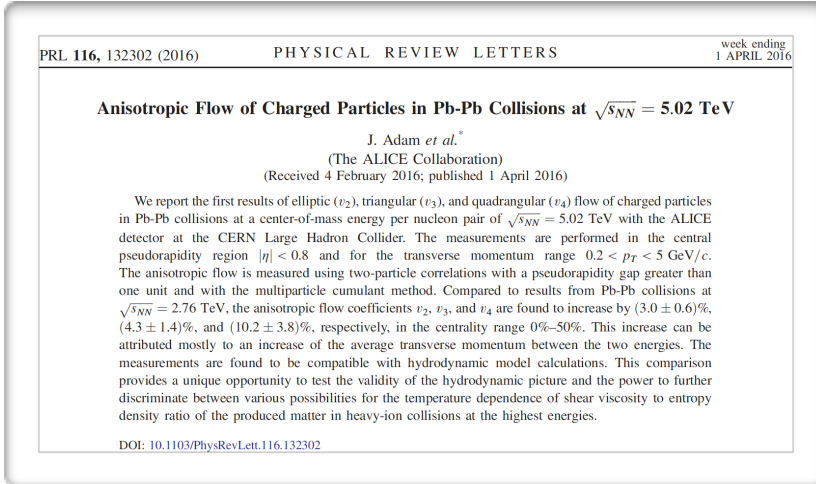 PRL 116, 132302 (2016)
PHYSICAL REVIEW LETTERS
week ending
1 APRIL 2016
Anisotropic Flow of Charged Particles in Pb-Pb Collisions at √sNN = 5.02 TeV
J. Adam et al.*
(The ALICE Collaboration)
(Received 4 February 2016; published 1 April 2016)
We report the first results of elliptic (v2), triangular (v3), and quadrangular (v4) flow of charged particles
in Pb-Pb collisions at a center-of-mass energy per nucleon pair of √sNN = 5.02 TeV with the ALICE
detector at the CERN Large Hadron Collider. The measurements are performed in the central
pseudorapidity region |η| < 0.8 and for the transverse momentum range 0.2 < pT < 5 GeV/c.
The anisotropic flow is measured using two-particle correlations with a pseudorapidity gap greater than
one unit and with the multiparticle cumulant method. Compared to results from Pb-Pb collisions at
√sNN = 2.76 TeV, the anisotropic flow coefficients v2, v3, and v4 are found to increase by (3.0 ± 0.6)%,
(4.3 ± 1.4)%, and (10.2 ± 3.8)%, respectively, in the centrality range 0%–50%. This increase can be
attributed mostly to an increase of the average transverse momentum between the two energies. The
measurements are found to be compatible with hydrodynamic model calculations. This comparison
provides a unique opportunity to test the validity of the hydrodynamic picture and the power to further
discriminate between various possibilities for the temperature dependence of shear viscosity to entropy
density ratio of the produced matter in heavy-ion collisions at the highest energies.
DOI: 10.1103/PhysRevLett.116.132302